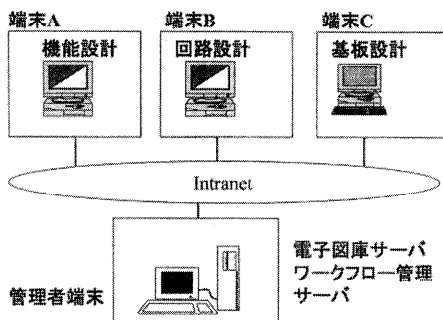 端末A
端末B
端末C
機能設計
回路設計
基板設計
Intranet
管理者端末
電子図庫サーバ
ワークフロー管理
サーバ